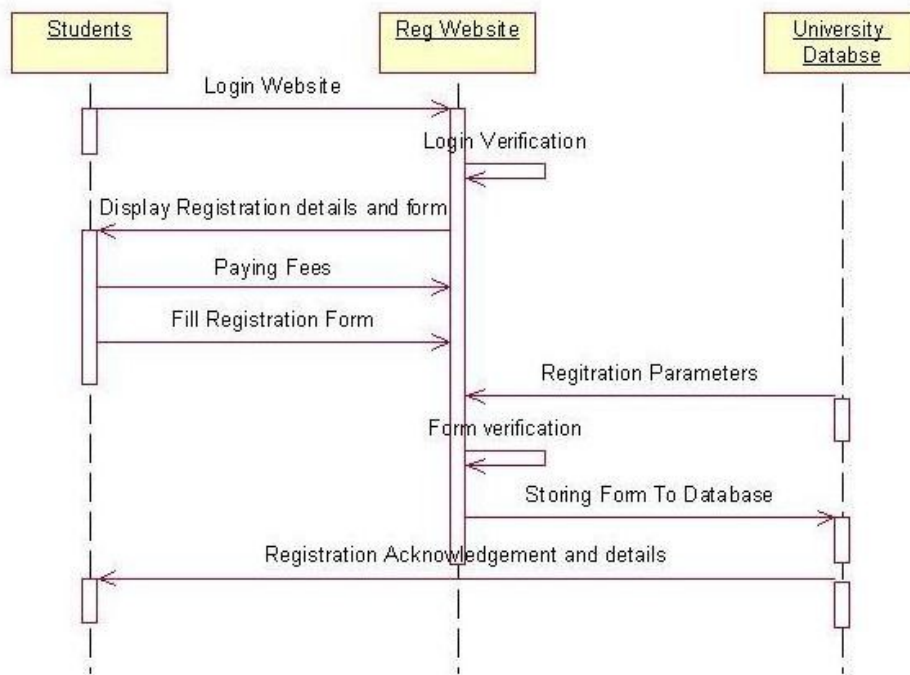 Students
Reg Website
University
Databse
Login Website
Login Verification
Display Registration details and form
Paying Fees
Fill Registration Form
Regitration Parameters
Form verification
Storing Form To Database
Registration Acknowledgement and details